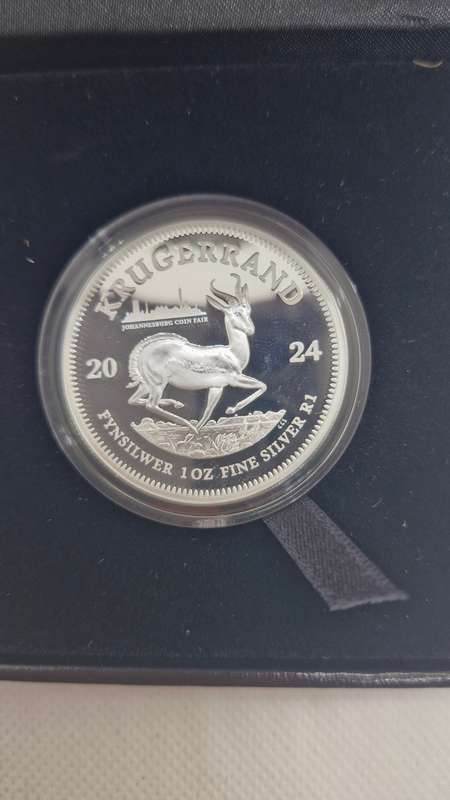 KRUGERRAND
JOHANNESBURG COIN FAIR
20 24
FYNSILWER 1 OZ FINE SILVER R1